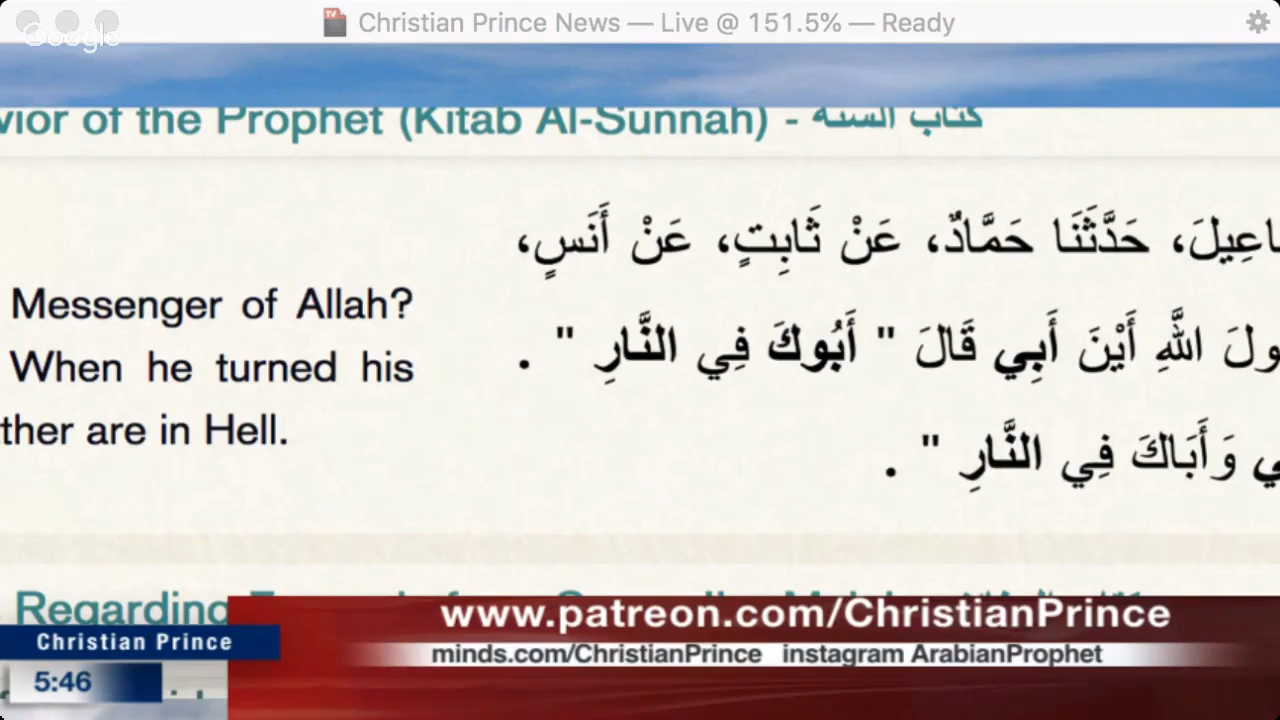 Christian Prince News — Live @ 151.5% — Ready
Google
vior of the Prophet (Kitab Al-Sunnah) - كتاب السنة
اعِيلَ، حَدَّثَنَا حَمَّادٌ، عَنْ ثَابِتٍ، عَنْ أَنَسٍ،
Messenger of Allah?
ولَ اللَّهِ أَيْنَ أَبِي قَالَ " أَبُوكَ فِي النَّارِ " .
When he turned his
ther are in Hell.
ي وَأَبَاكَ فِي النَّارِ " .
Regarding
www.patreon.com/ChristianPrince
Christian Prince
minds.com/ChristianPrince instagram ArabianProphet
5:46